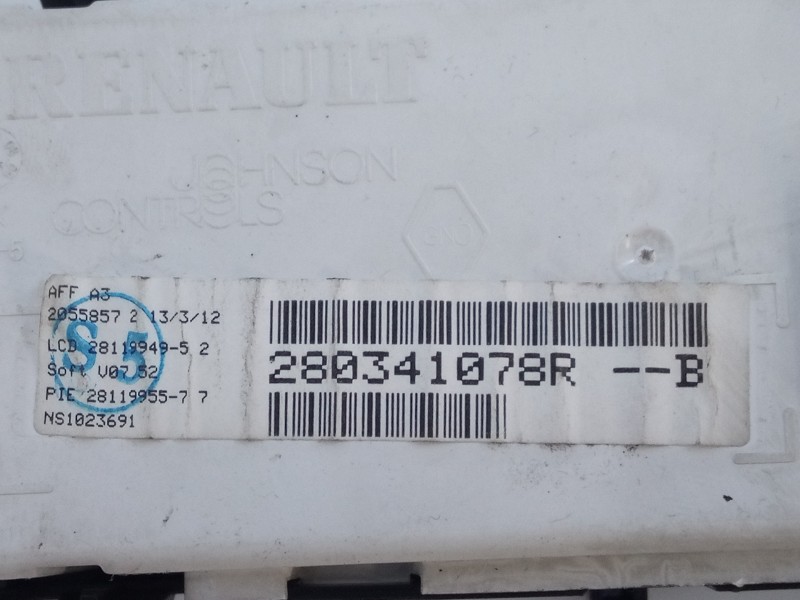 RENAULT
JOHNSON
CONTROLS
AFF A3
2055857 2 13/3/12
LCD 28119949-5 2
Soft V07.52
PIE 28119955-7 7
NS1023691
S 5
280341078R --B